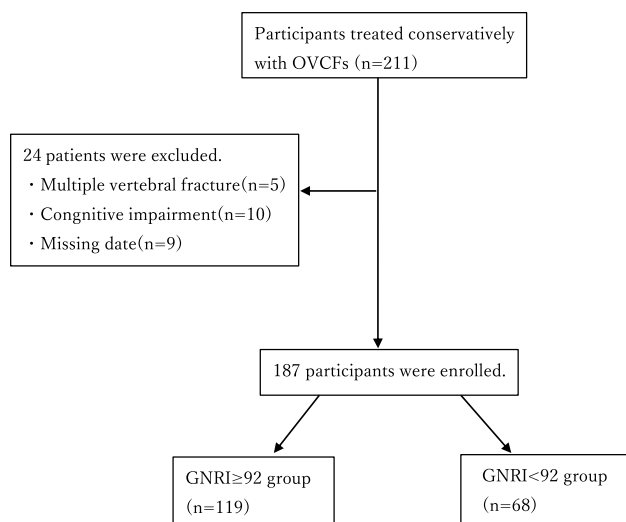 Participants treated conservatively
with OVCFs (n=211)
24 patients were excluded.
・Multiple vertebral fracture(n=5)
・Congnitive impairment(n=10)
・Missing date(n=9)
187 participants were enrolled.
GNRI≥92 group
(n=119)
GNRI<92 group
(n=68)